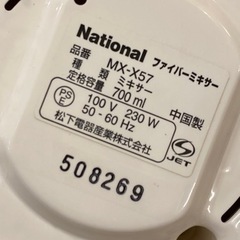 National ファイバーミキサー
品番 MX-X57
種類 ミキサー
定格容量 700 ml
PSE 100 V 230 W
50 - 60 Hz
中国製
松下電器産業株式会社
JET
508269